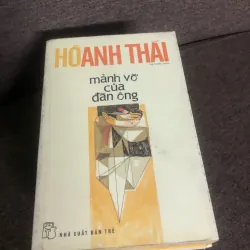 HỒ ANH THÁI
mảnh vỡ
của
đàn ông
NHÀ XUẤT BẢN TRẺ